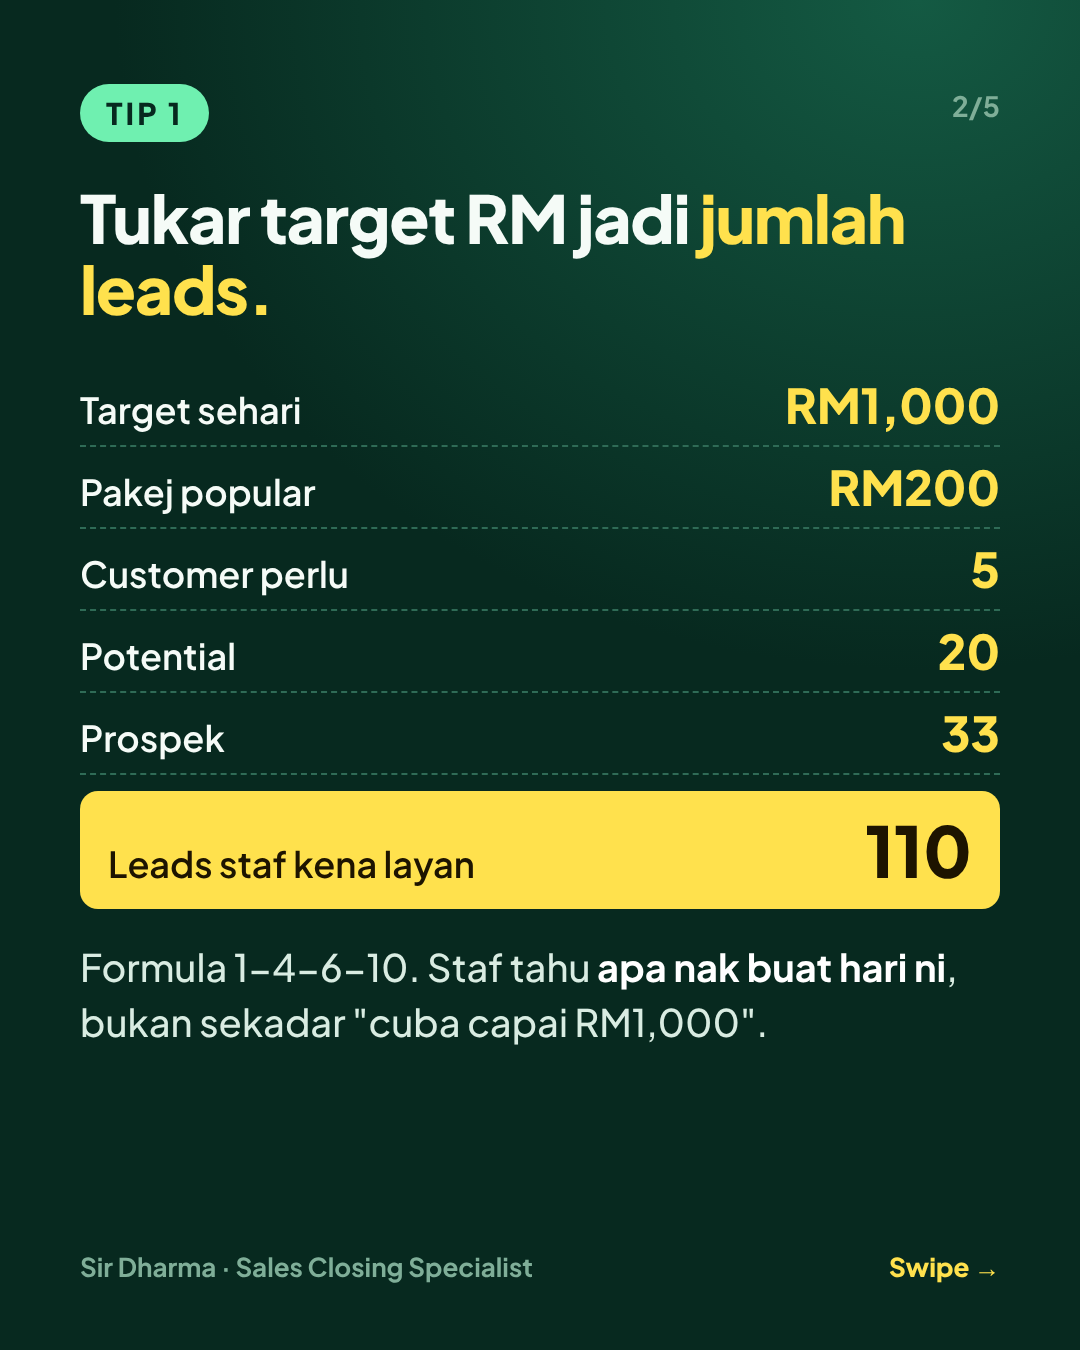 TIP 1
2/5
Tukar target RM jadi jumlah
leads.
Target sehari RM1,000
Pakej popular RM200
Customer perlu 5
Potential 20
Prospek 33
Leads staf kena layan 110
Formula 1–4–6–10. Staf tahu apa nak buat hari ni,
bukan sekadar "cuba capai RM1,000".
Sir Dharma · Sales Closing Specialist
Swipe →